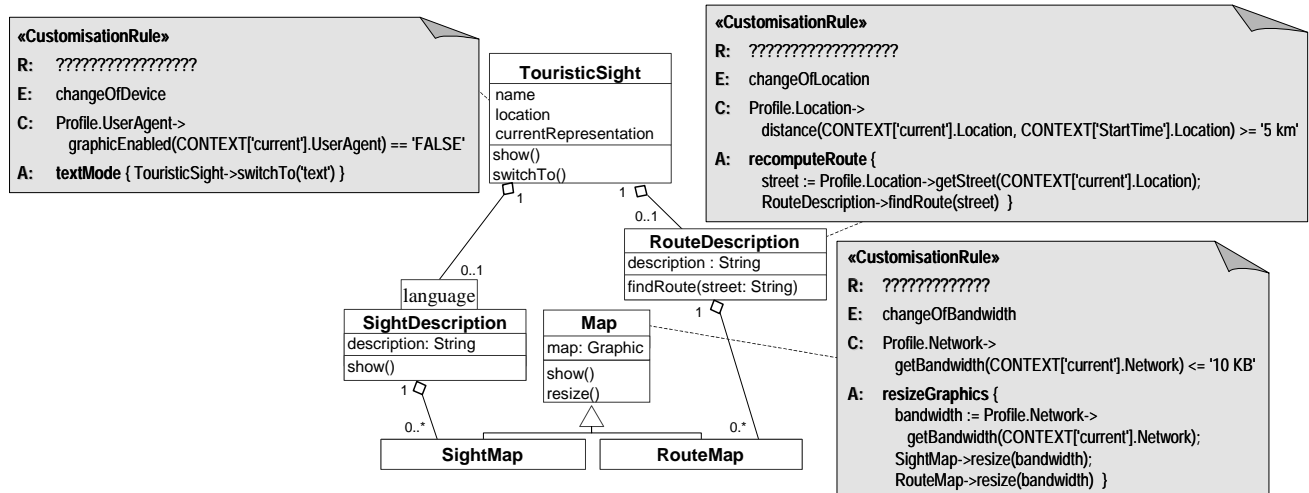 «CustomisationRule»
R: ?????????????????
E: changeOfDevice
C: Profile.UserAgent->
graphicEnabled(CONTEXT['current'].UserAgent) == 'FALSE'
A: textMode { TouristicSight->switchTo('text') }
TouristicSight
name
location
currentRepresentation
show()
switchTo()
«CustomisationRule»
R: ??????????????????
E: changeOfLocation
C: Profile.Location->
distance(CONTEXT['current'].Location, CONTEXT['StartTime'].Location) >= '5 km'
A: recomputeRoute {
street := Profile.Location->getStreet(CONTEXT['current'].Location);
RouteDescription->findRoute(street) }
1
1
0..1
0..1
language
SightDescription
description: String
show()
1
0..*
Map
map: Graphic
show()
resize()
RouteDescription
description : String
findRoute(street: String)
1
0.*
SightMap
RouteMap
«CustomisationRule»
R: ?????????????
E: changeOfBandwidth
C: Profile.Network->
getBandwidth(CONTEXT['current'].Network) <= '10 KB'
A: resizeGraphics {
bandwidth := Profile.Network->
getBandwidth(CONTEXT['current'].Network);
SightMap->resize(bandwidth);
RouteMap->resize(bandwidth) }